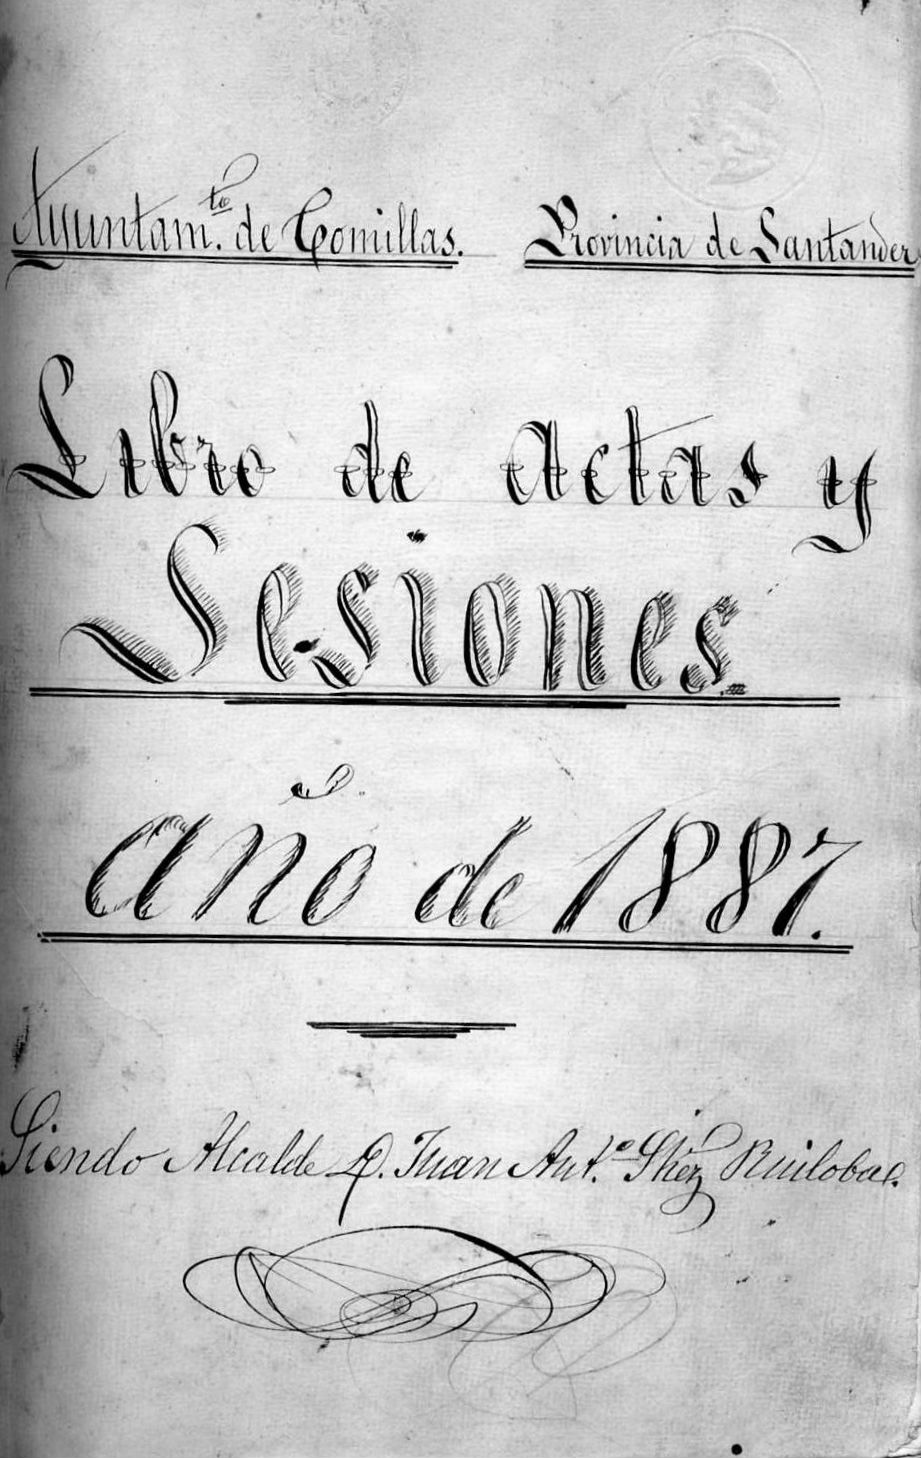 Ayuntam.to de Comillas. Provincia de Santander
Libro de actas y
Sesiones
año de 1887.
Siendo Alcalde D. Juan Ant.o Shez Ruiloba.